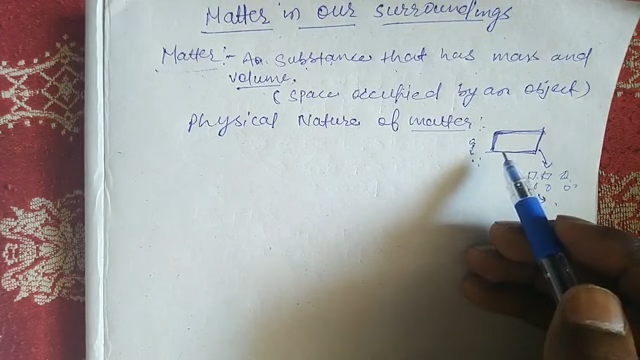 Matter in our surroundings
Matter:- An substance that has mass and
volume.
(space occupied by an object)
Physical Nature of matter: